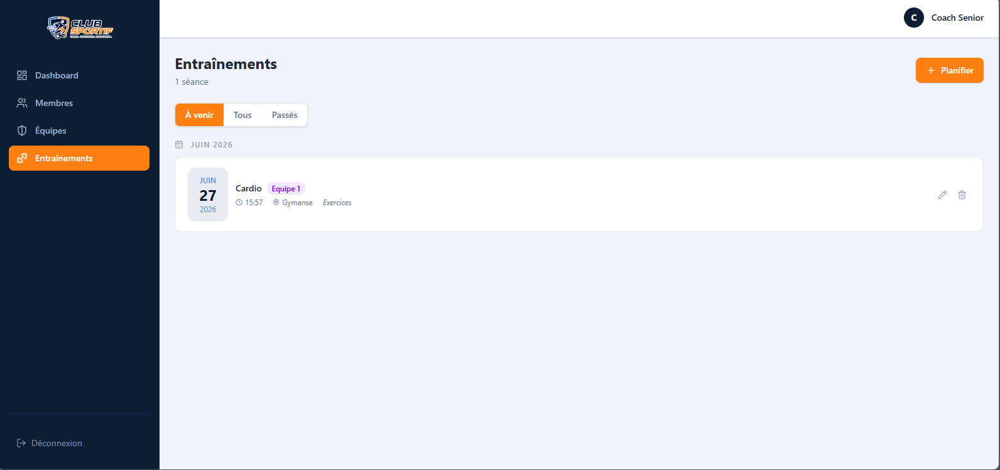 CLUB
SPORTIF
Dashboard
Membres
Équipes
Entraînements
Déconnexion
C Coach Senior
Entraînements
1 séance
+ Planifier
À venir Tous Passés
JUIN 2026
JUIN
27
2026
Cardio Equipe 1
15:57 Gymanse Exercices